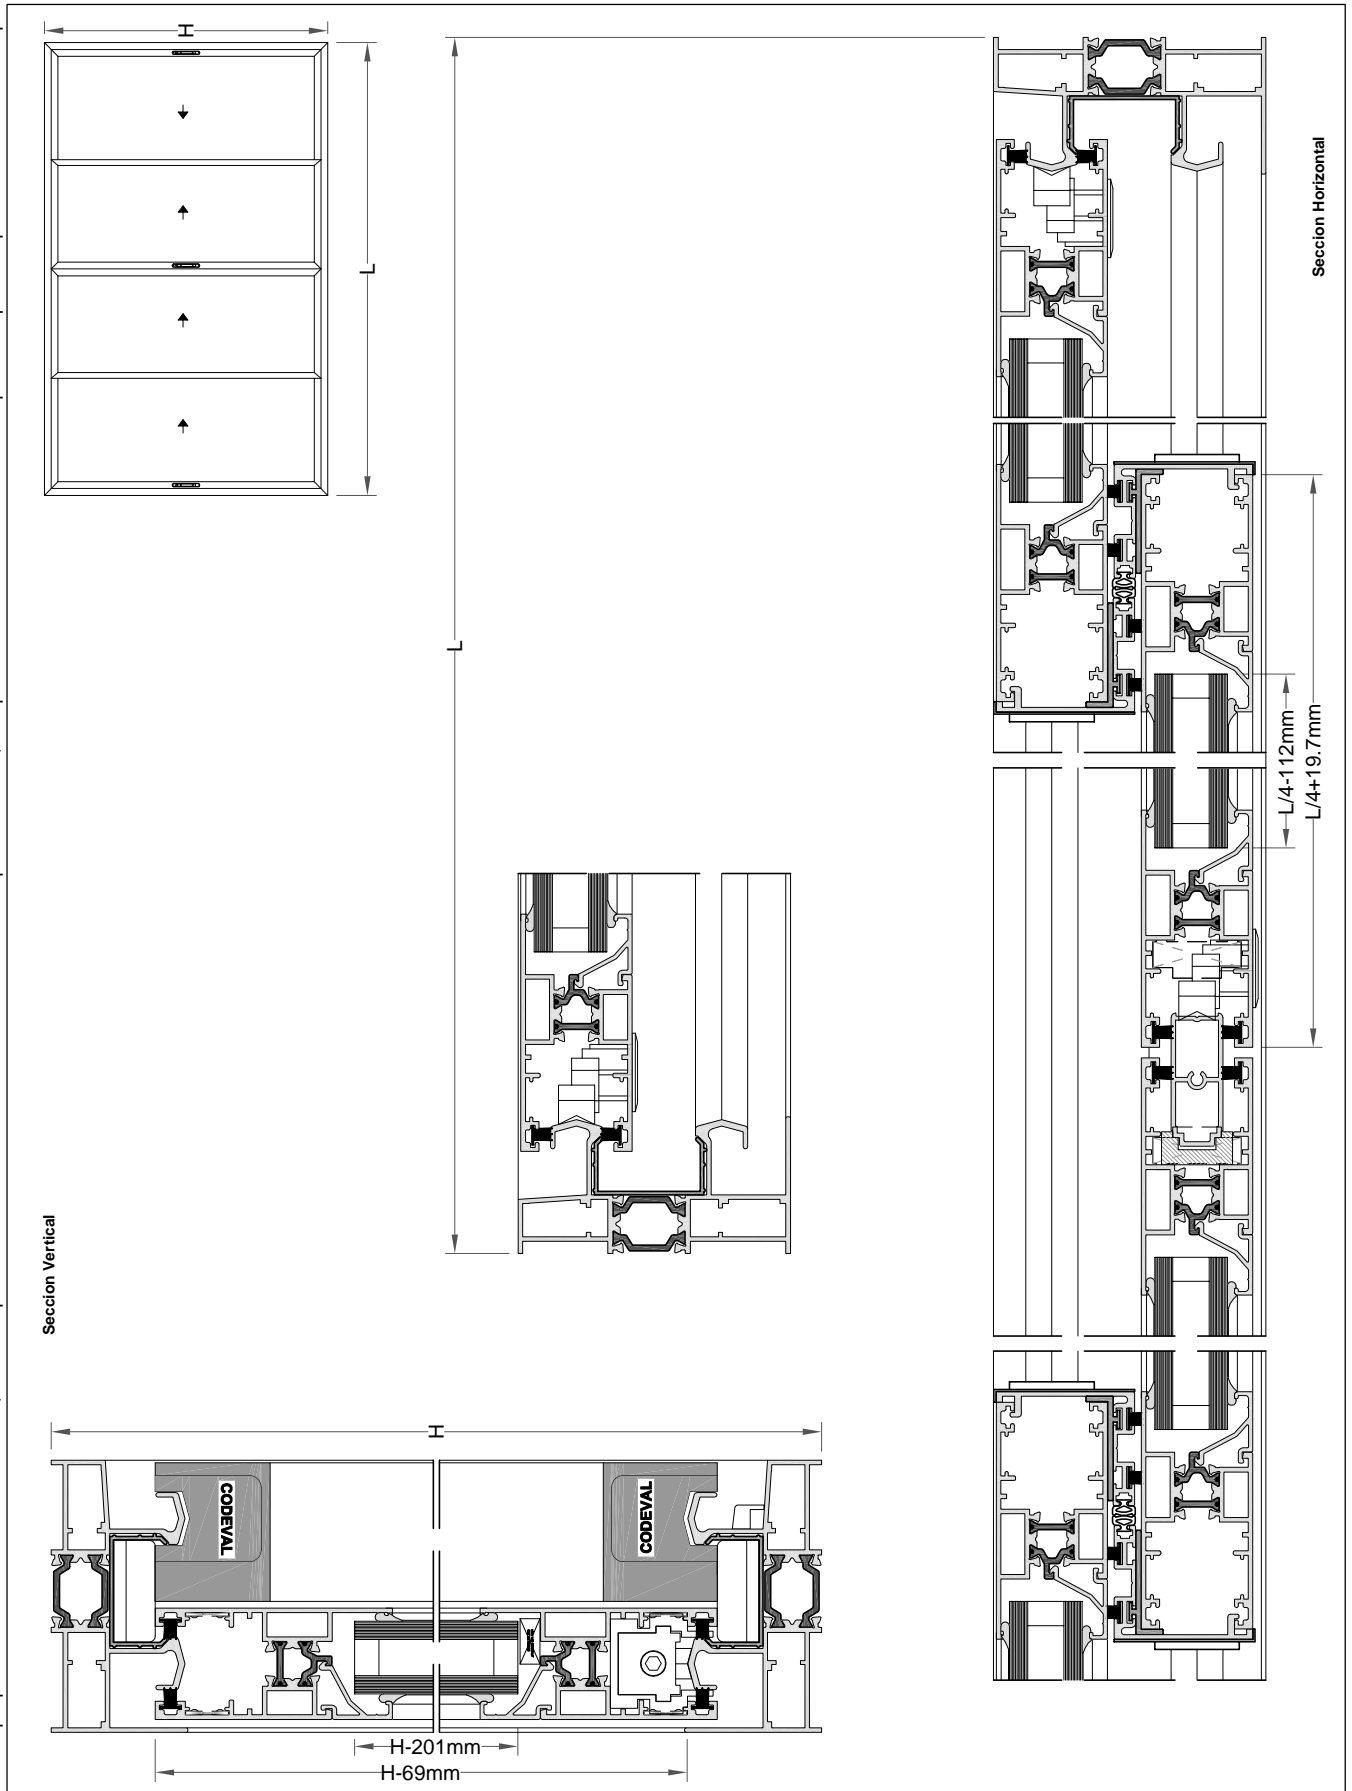 H
L
L
Seccion Horizontal
L/4-112mm
L/4+19.7mm
Seccion Vertical
H
CODEVAL
CODEVAL
H-201mm
H-69mm